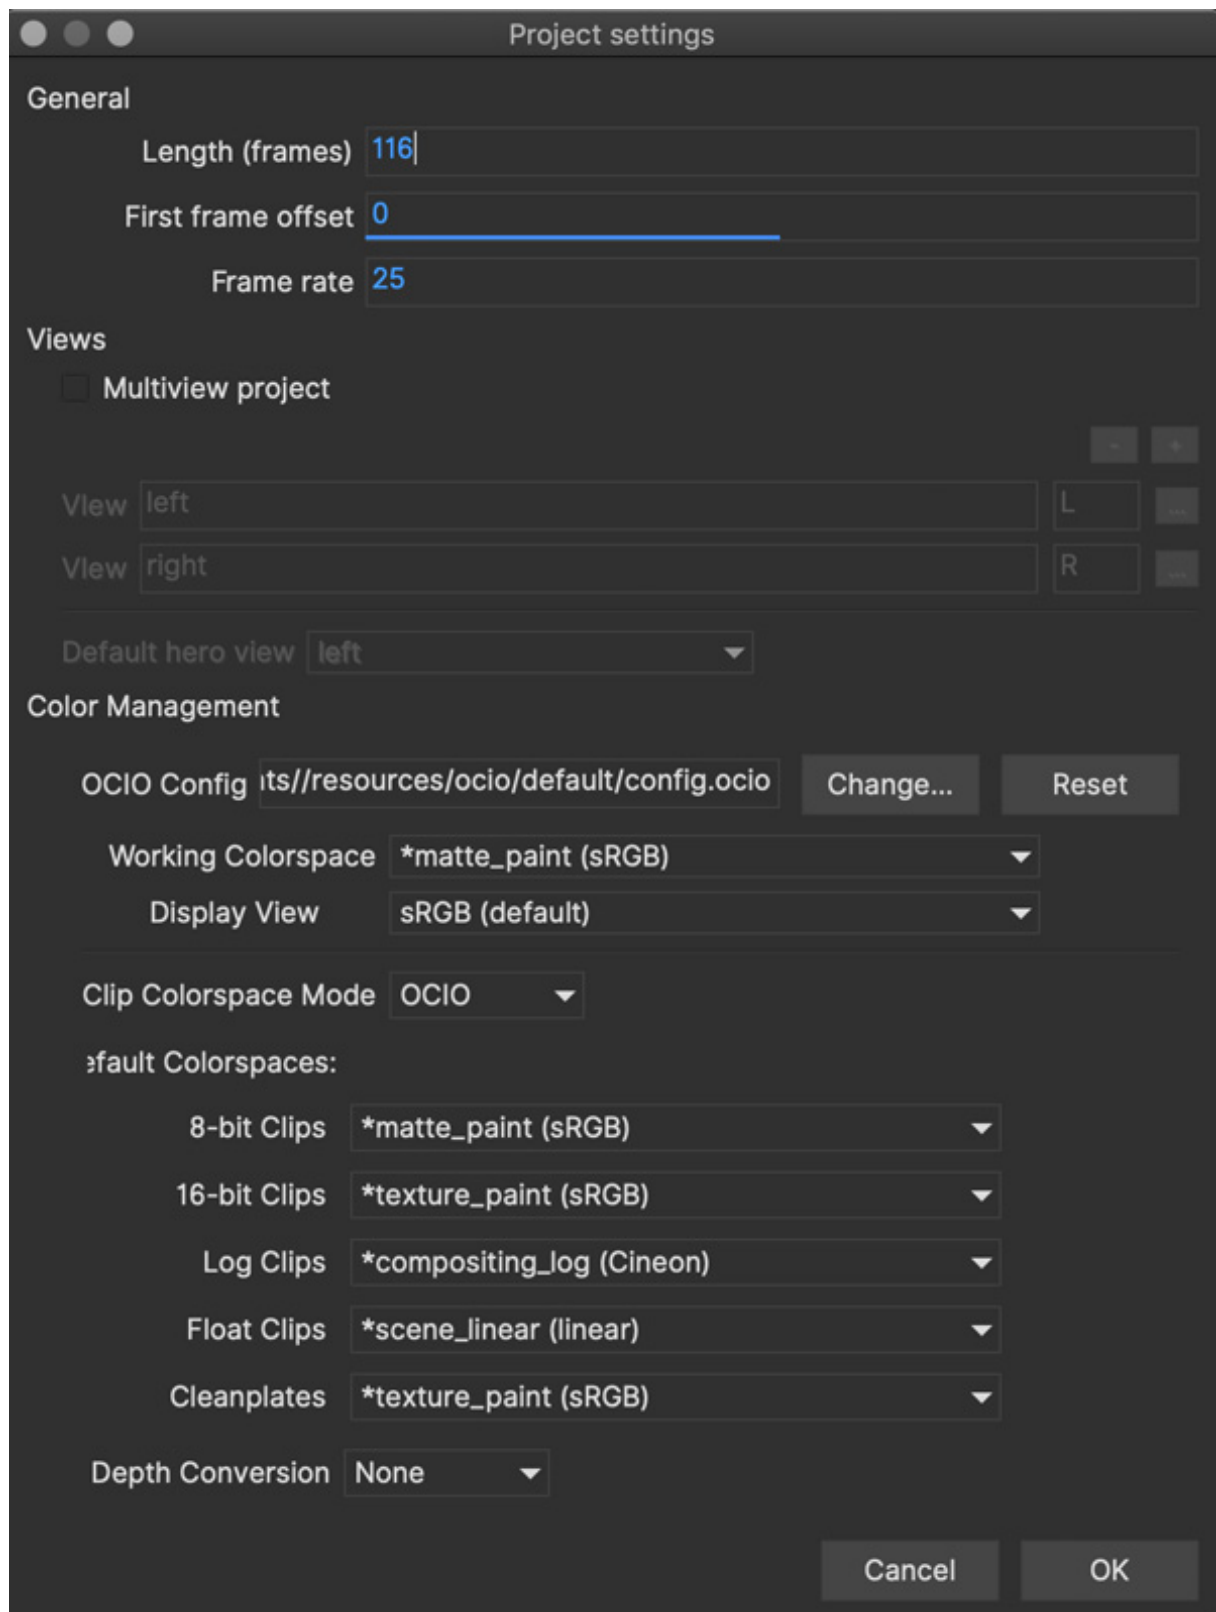 Project settings
General
Length (frames) 116
First frame offset 0
Frame rate 25
Views
Multiview project
- +
VIew left L ...
VIew right R ...
Default hero view left
Color Management
OCIO Config ıts//resources/ocio/default/config.ocio Change... Reset
Working Colorspace *matte_paint (sRGB)
Display View sRGB (default)
Clip Colorspace Mode OCIO
efault Colorspaces:
8-bit Clips *matte_paint (sRGB)
16-bit Clips *texture_paint (sRGB)
Log Clips *compositing_log (Cineon)
Float Clips *scene_linear (linear)
Cleanplates *texture_paint (sRGB)
Depth Conversion None
Cancel OK